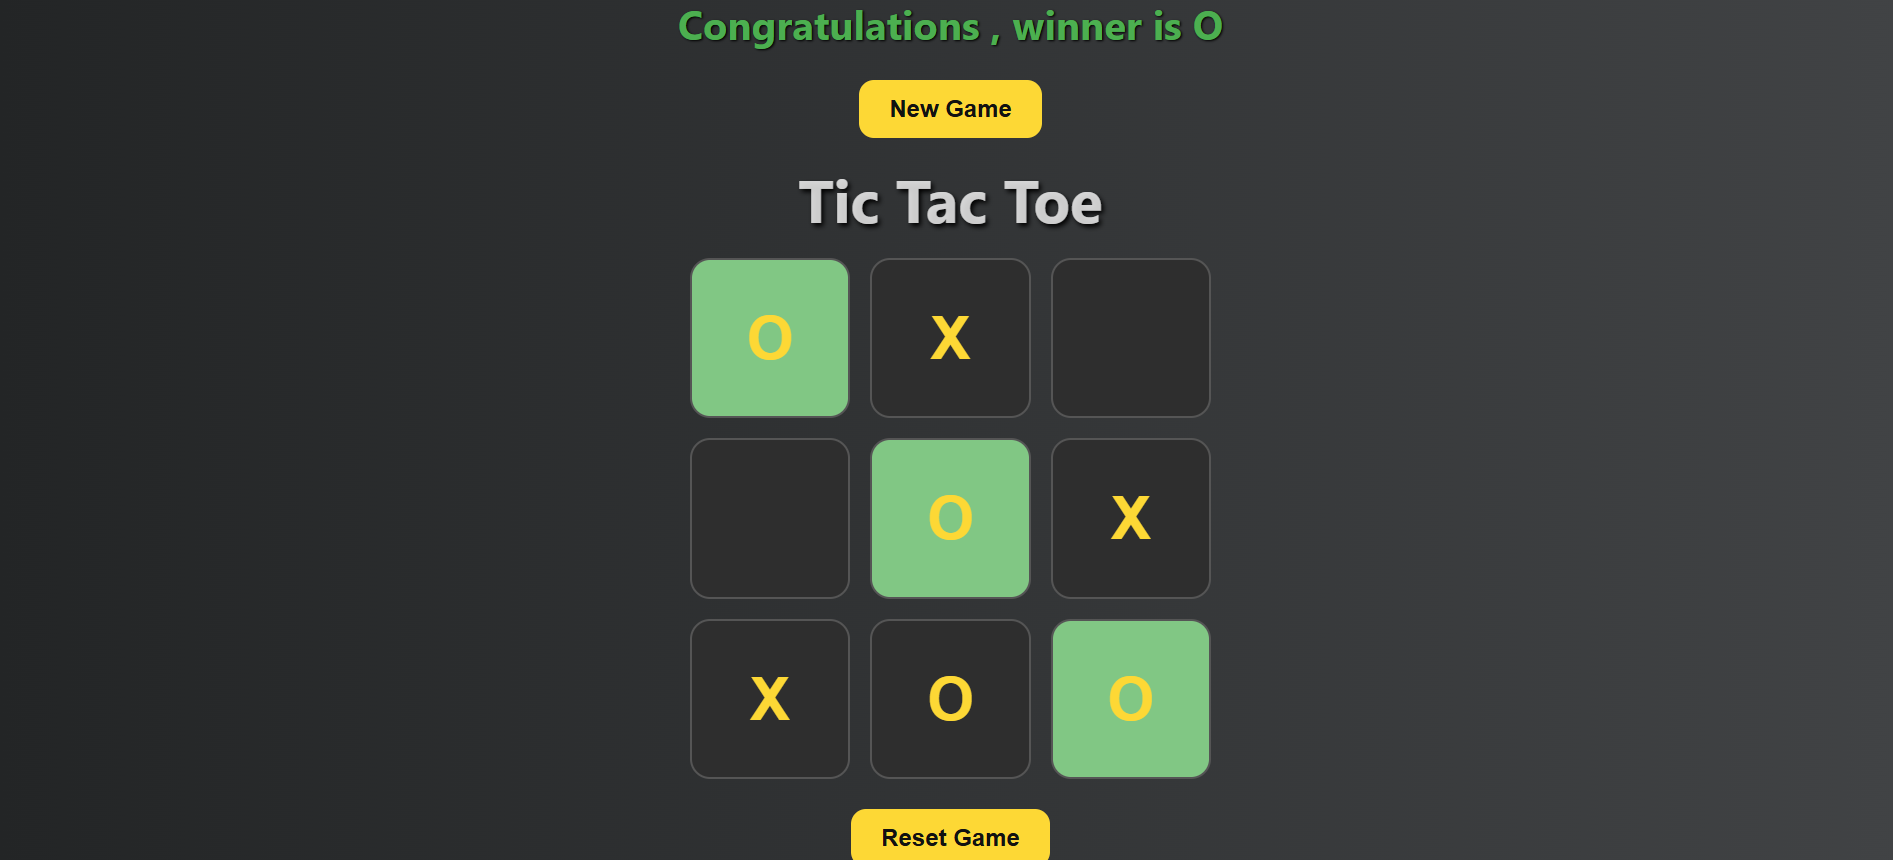 Congratulations , winner is O
New Game
Tic Tac Toe
O X
O X
X O O
Reset Game